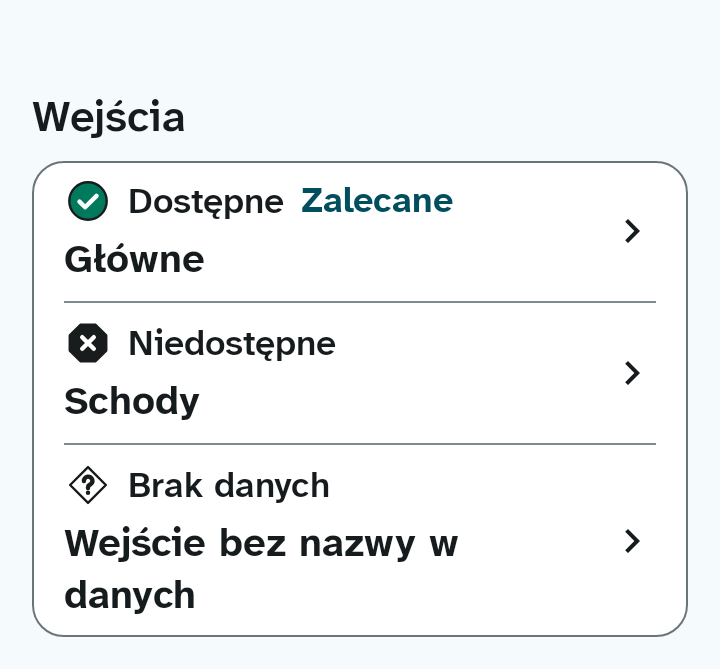 Wejścia
Dostępne Zalecane
Główne
Niedostępne
Schody
Brak danych
Wejście bez nazwy w
danych